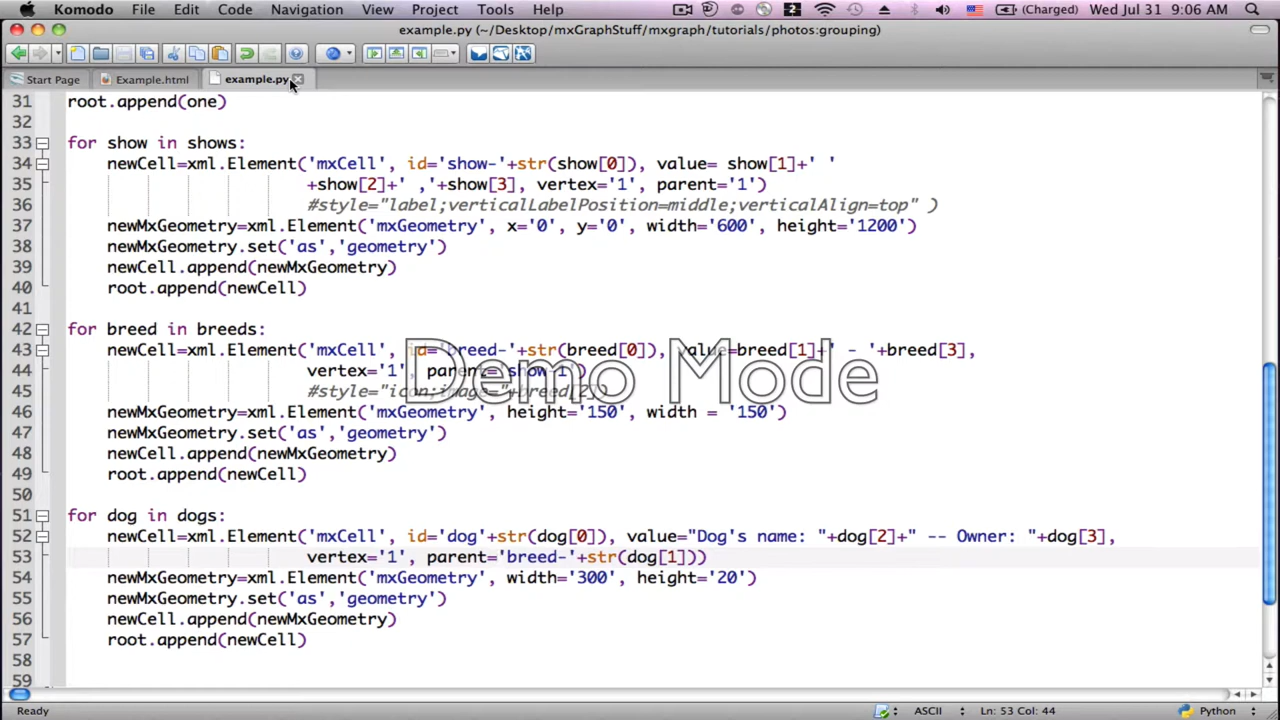 Komodo File Edit Code Navigation View Project Tools Help 2 (Charged) Wed Jul 31 9:06 AM
example.py (~/Desktop/mxGraphStuff/mxgraph/tutorials/photos:grouping)
Start Page Example.html example.py
31 root.append(one)
32
33 for show in shows:
34 newCell=xml.Element('mxCell', id='show-'+str(show[0]), value= show[1]+' '
35 +show[2]+' ,'+show[3], vertex='1', parent='1')
36 #style="label;verticalLabelPosition=middle;verticalAlign=top" )
37 newMxGeometry=xml.Element('mxGeometry', x='0', y='0', width='600', height='1200')
38 newMxGeometry.set('as','geometry')
39 newCell.append(newMxGeometry)
40 root.append(newCell)
41
42 for breed in breeds:
43 newCell=xml.Element('mxCell', id='breed-'+str(breed[0]), value=breed[1]+' - '+breed[3],
44 vertex='1', parent='show-1')
45 #style="icon;image="+breed[2])
46 newMxGeometry=xml.Element('mxGeometry', height='150', width = '150')
47 newMxGeometry.set('as','geometry')
48 newCell.append(newMxGeometry)
49 root.append(newCell)
50
51 for dog in dogs:
52 newCell=xml.Element('mxCell', id='dog'+str(dog[0]), value="Dog's name: "+dog[2]+" -- Owner: "+dog[3],
53 vertex='1', parent='breed-'+str(dog[1]))
54 newMxGeometry=xml.Element('mxGeometry', width='300', height='20')
55 newMxGeometry.set('as','geometry')
56 newCell.append(newMxGeometry)
57 root.append(newCell)
58
59
Demo Mode
Ready ASCII Ln: 53 Col: 44 Python